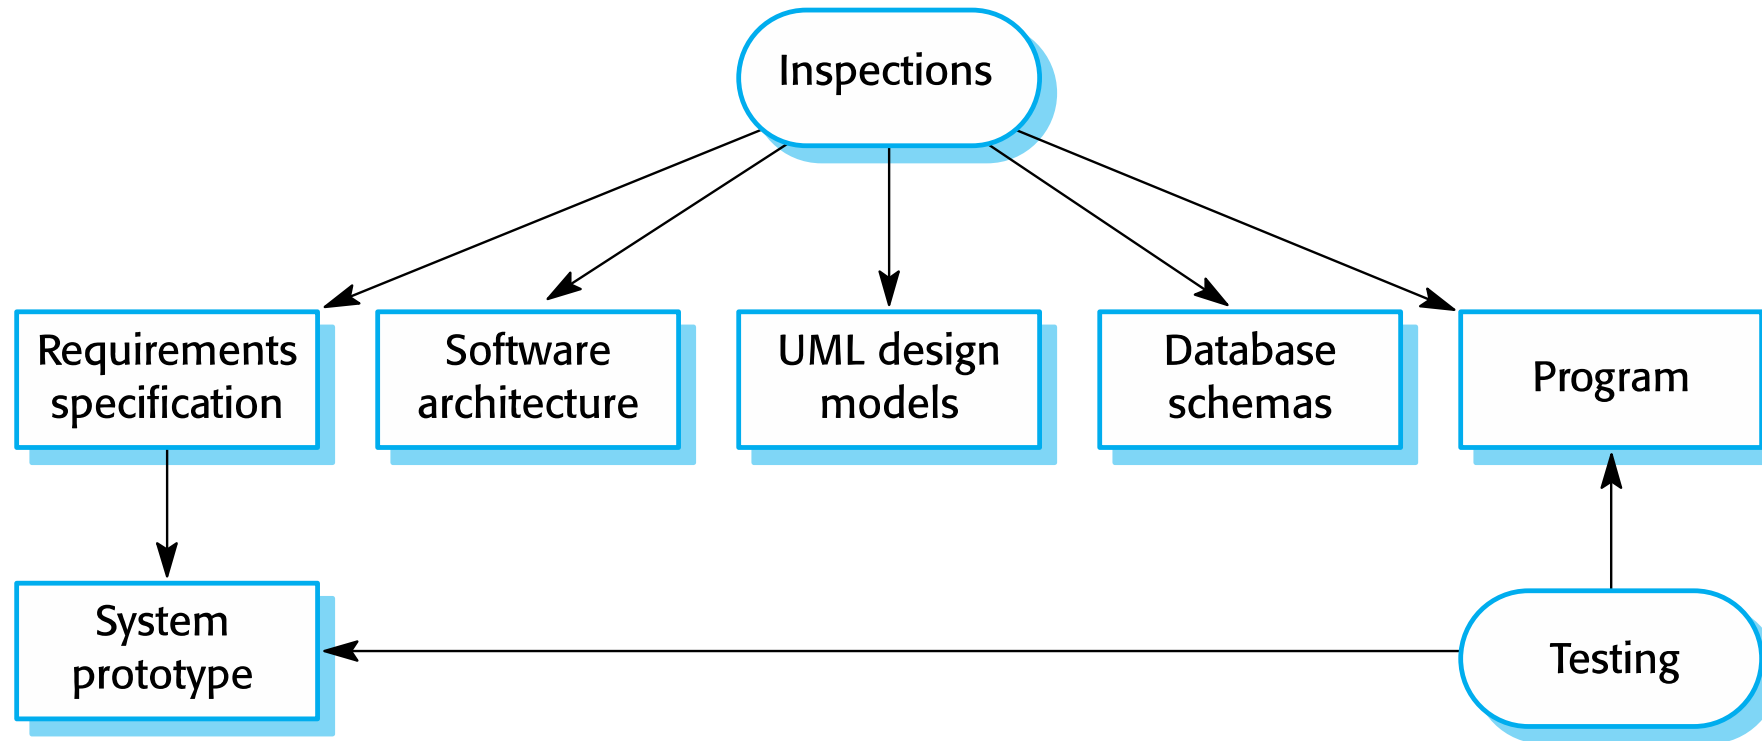 Inspections
Requirements
specification
Software
architecture
UML design
models
Database
schemas
Program
System
prototype
Testing